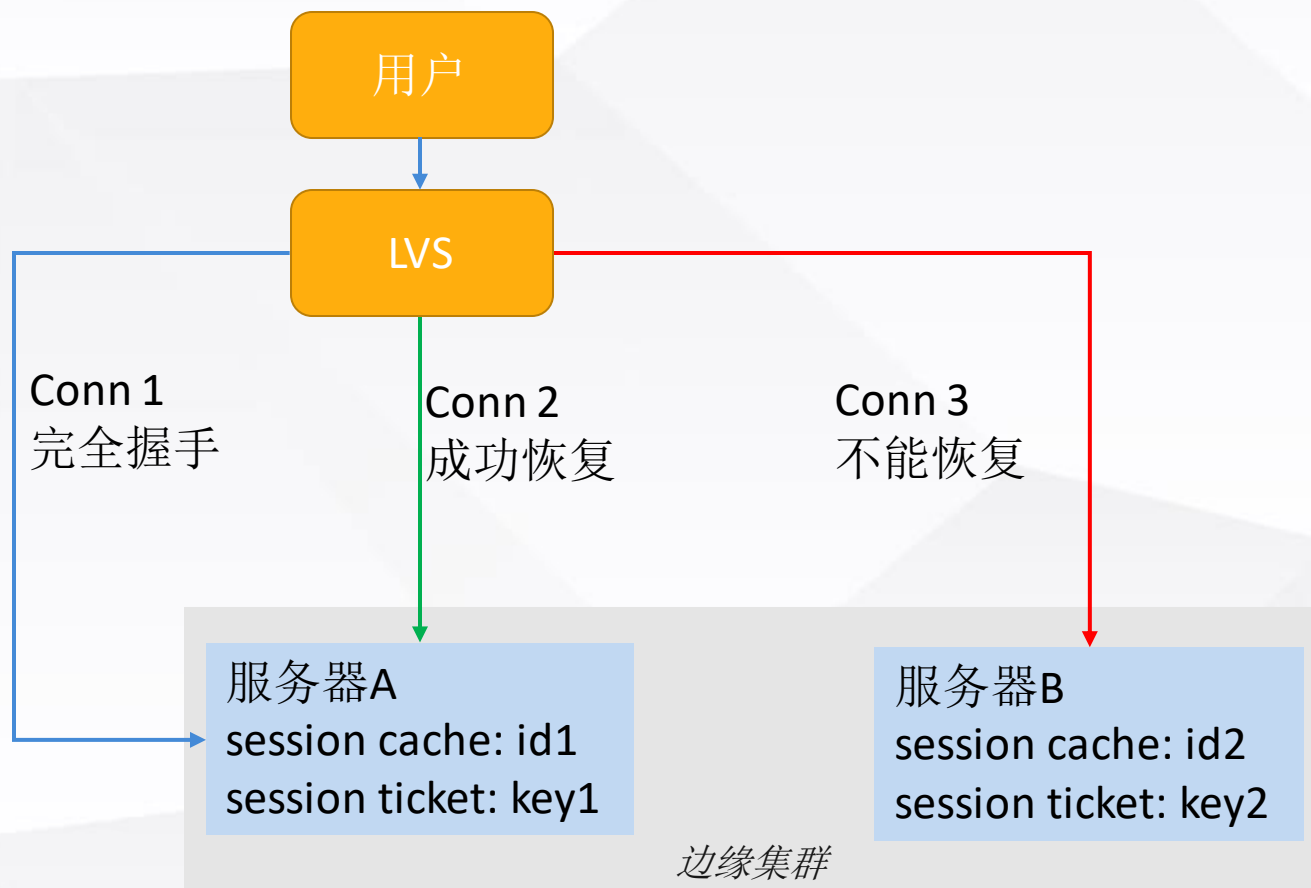 用户
LVS
Conn 1
完全握手
Conn 2
成功恢复
Conn 3
不能恢复
服务器A
session cache: id1
session ticket: key1
服务器B
session cache: id2
session ticket: key2
边缘集群